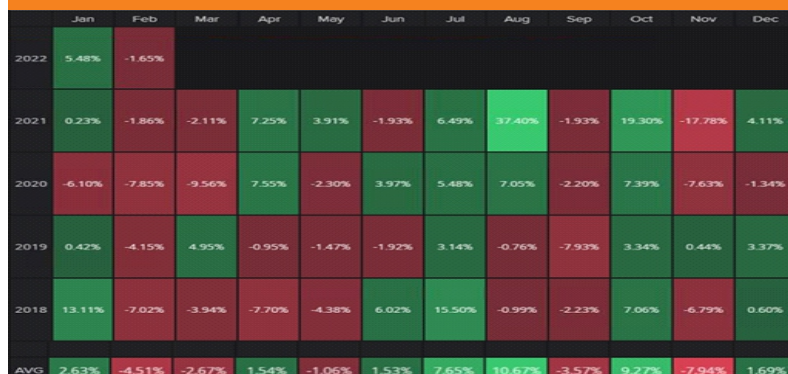 Jan Feb Mar Apr May Jun Jul Aug Sep Oct Nov Dec
2022 5.48% -1.65%
2021 0.23% -1.86% -2.11% 7.25% 3.91% -1.93% 6.49% 37.40% -1.93% 19.30% -17.78% 4.11%
2020 -6.10% -7.85% -9.56% 7.55% -2.30% 3.97% 5.48% 7.05% -2.20% 7.39% -7.63% -1.34%
2019 0.42% -4.15% 4.95% -0.95% -1.47% -1.92% 3.14% -0.76% -7.93% 3.34% 0.44% 3.37%
2018 13.11% -7.02% -3.94% -7.70% -4.38% 6.02% 15.50% -0.99% -2.23% 7.06% -6.79% 0.60%
AVG 2.63% -4.51% -2.67% 1.54% -1.06% 1.53% 7.65% 10.67% -3.57% 9.27% -7.94% 1.69%